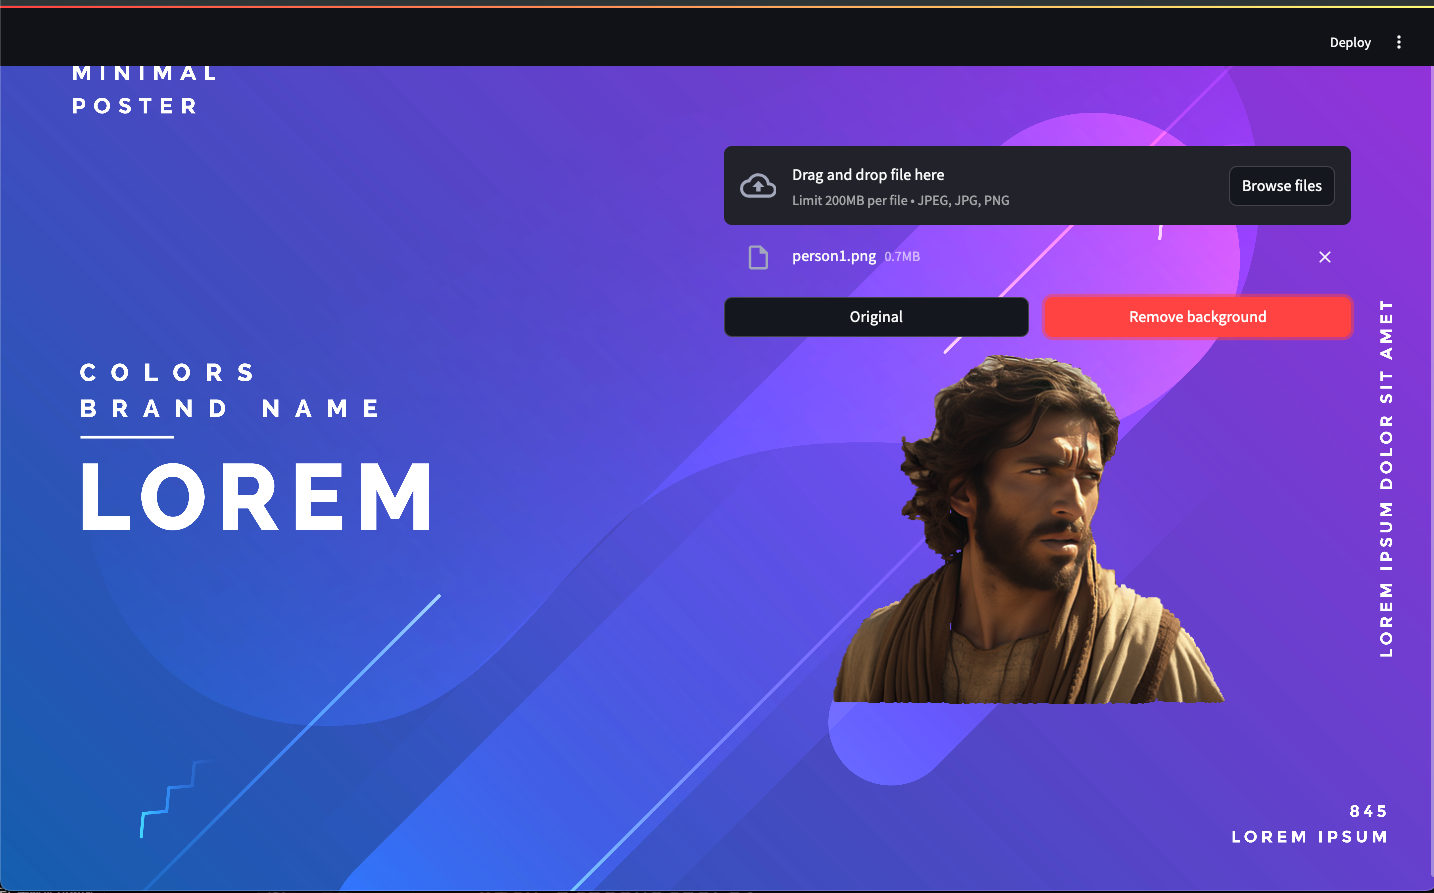 Deploy
MINIMAL
POSTER
Drag and drop file here
Limit 200MB per file • JPEG, JPG, PNG
Browse files
person1.png 0.7MB
Original
Remove background
COLORS
BRAND NAME
LOREM
LOREM IPSUM DOLOR SIT AMET
845
LOREM IPSUM